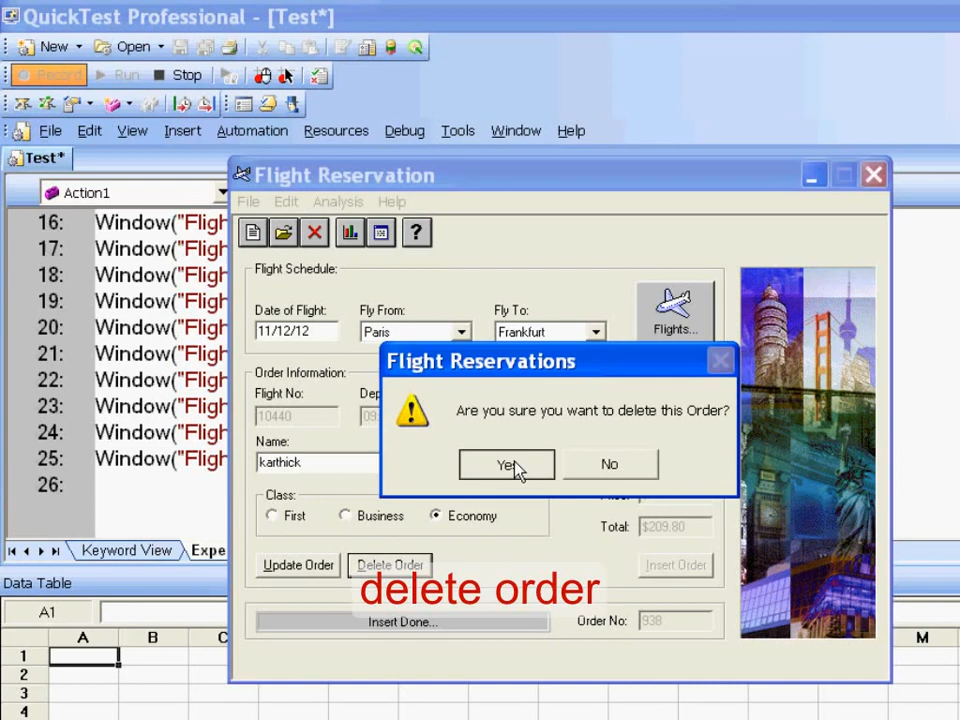 QuickTest Professional - [Test*]
New Open
Record Run Stop
File Edit View Insert Automation Resources Debug Tools Window Help
Test*
Action1
16: Window("Fligh
17: Window("Fligh
18: Window("Fligh
19: Window("Fligh
20: Window("Fligh
21: Window("Fligh
22: Window("Fligh
23: Window("Fligh
24: Window("Fligh
25: Window("Fligh
26:
Keyword View Expe
Flight Reservation
File Edit Analysis Help
?
Flight Schedule:
Date of Flight: Fly From: Fly To:
11/12/12 Paris Frankfurt
Flights...
Order Information:
Flight No:
10440
Name:
karthick
Flight Reservations
Are you sure you want to delete this Order?
Yes No
Class:
First Business Economy
Total: $209.80
Update Order Delete Order Insert Order
delete order
Insert Done... Order No: 938
Data Table
A1
A B C M
1
2
3
4